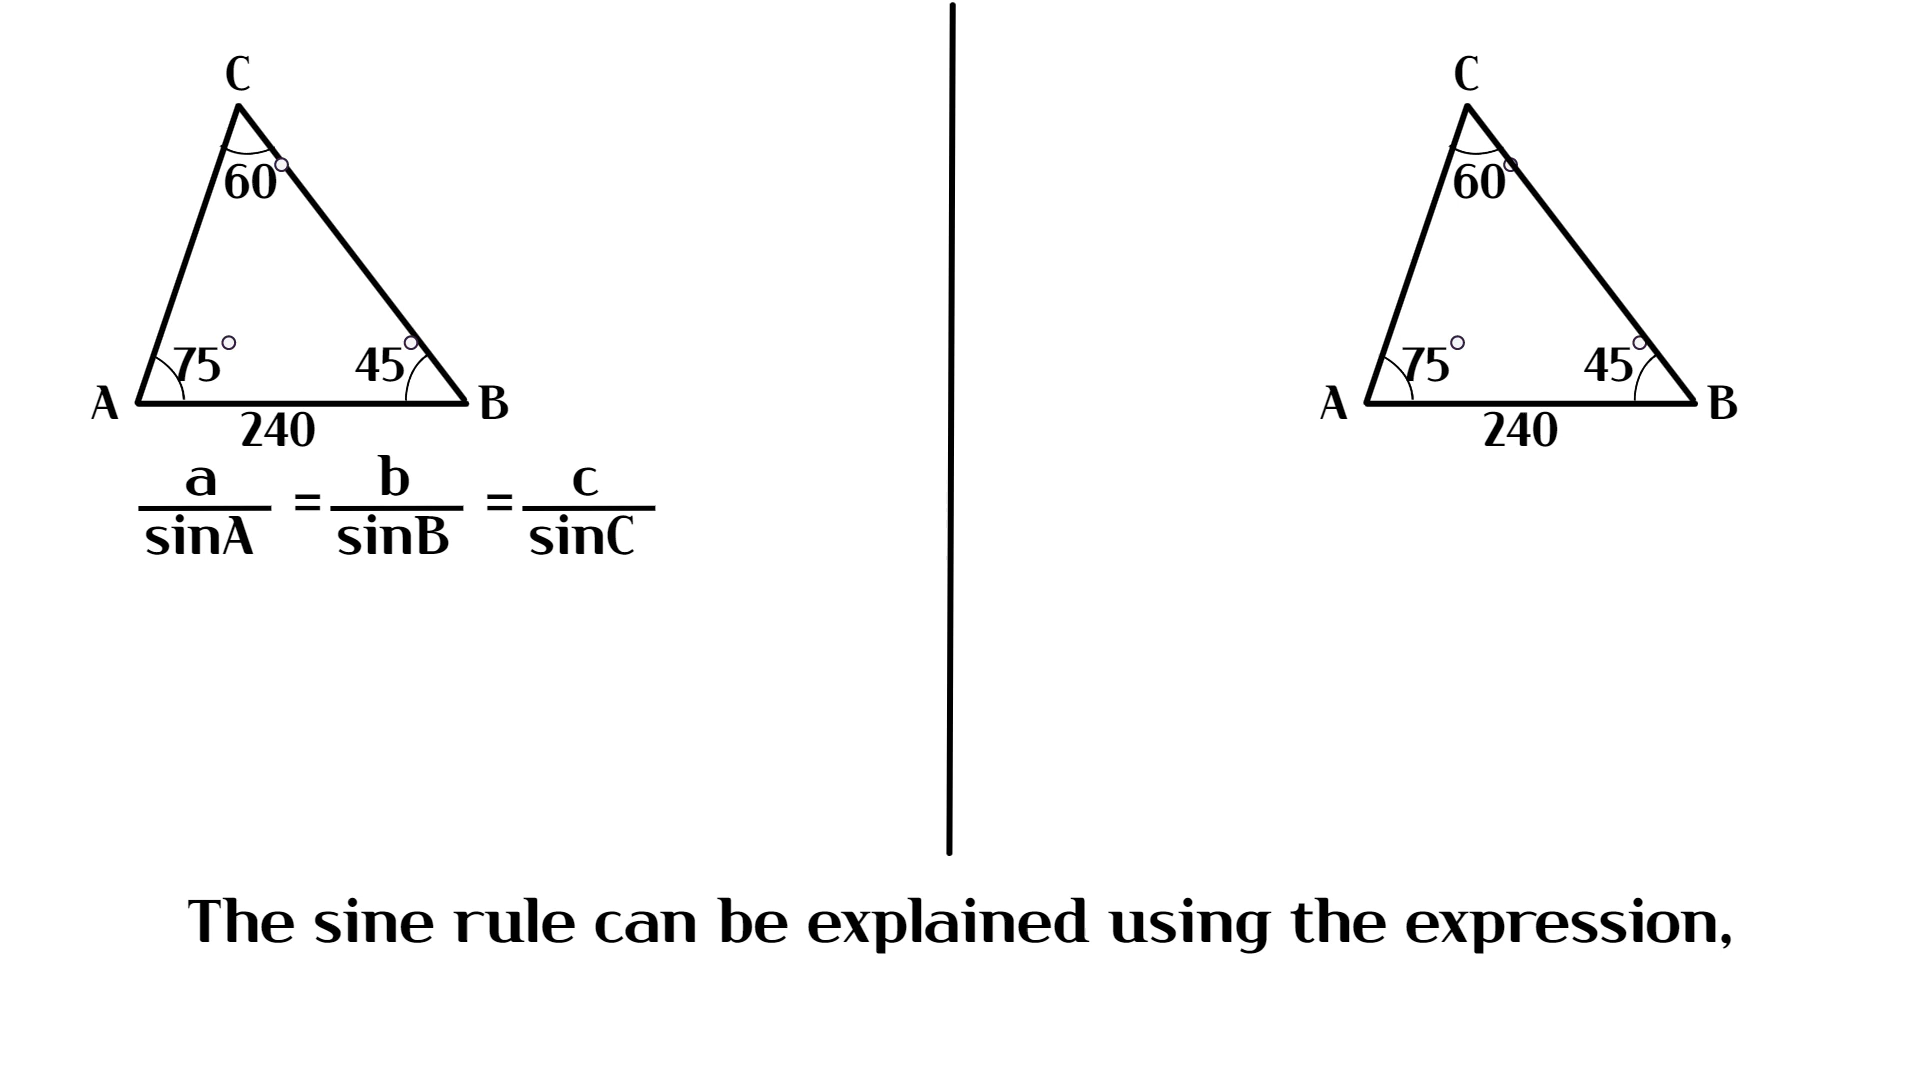 C
60°
75° 45°
A B
240
a/sinA = b/sinB = c/sinC
C
60°
75° 45°
A B
240
The sine rule can be explained using the expression,